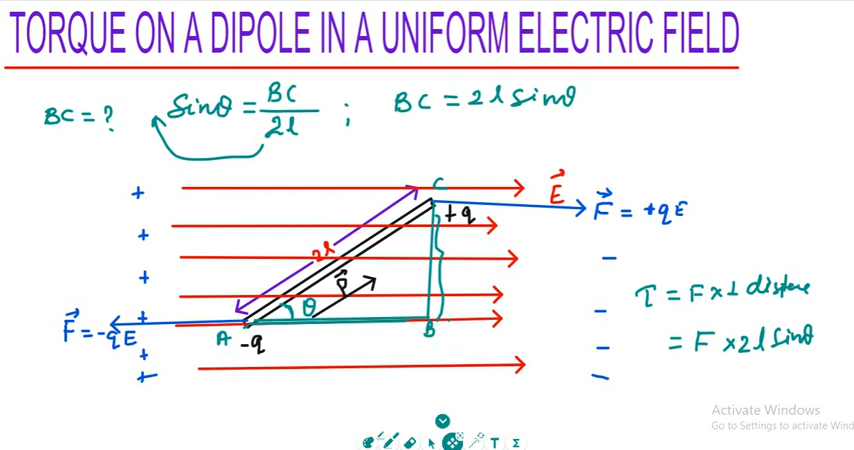 TORQUE ON A DIPOLE IN A UNIFORM ELECTRIC FIELD
BC = ? Sinθ = BC/2l ; BC = 2l Sinθ
+ C E⃗
+q F⃗ = +qE
+
2l
+ −
P⃗ τ = F × ⊥ distance
θ
F⃗ = -qE + A B −
-q = F × 2l Sinθ
+ −
+ −
Activate Windows
Go to Settings to activate Wind
T Σ